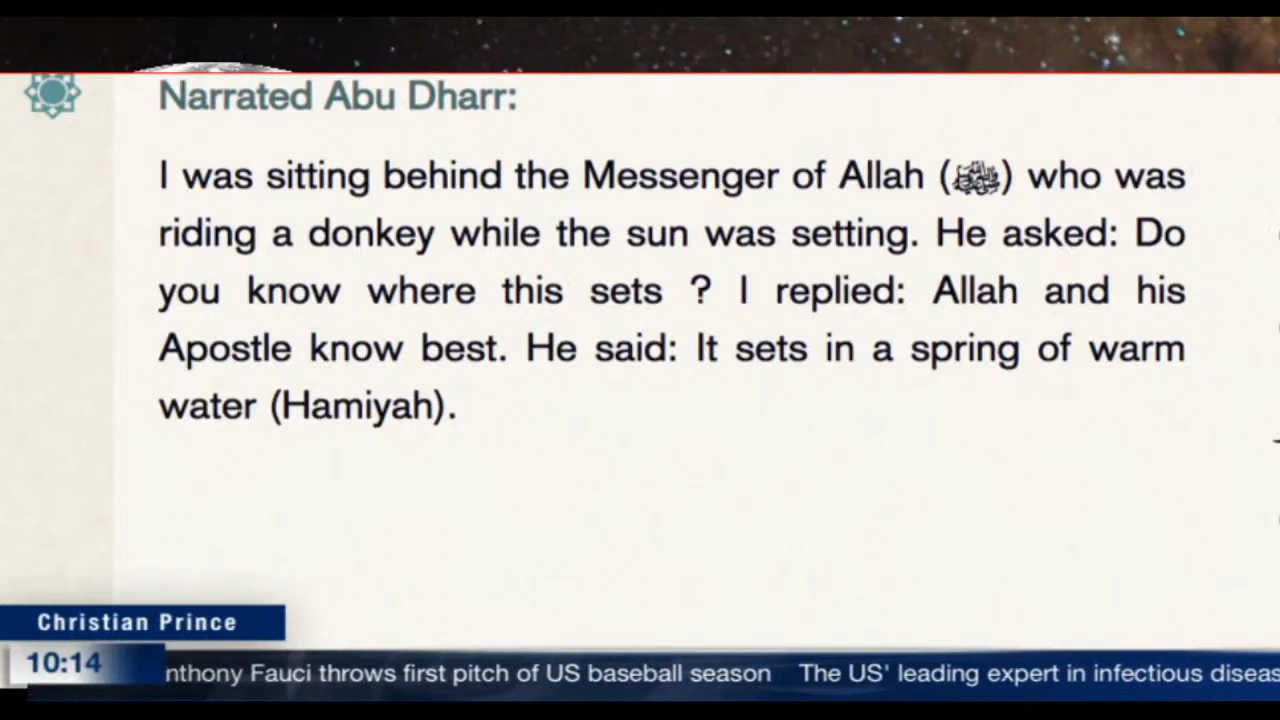 Narrated Abu Dharr:
I was sitting behind the Messenger of Allah (ﷺ) who was
riding a donkey while the sun was setting. He asked: Do
you know where this sets ? I replied: Allah and his
Apostle know best. He said: It sets in a spring of warm
water (Hamiyah).
Christian Prince
10:14
nthony Fauci throws first pitch of US baseball season The US' leading expert in infectious diseas